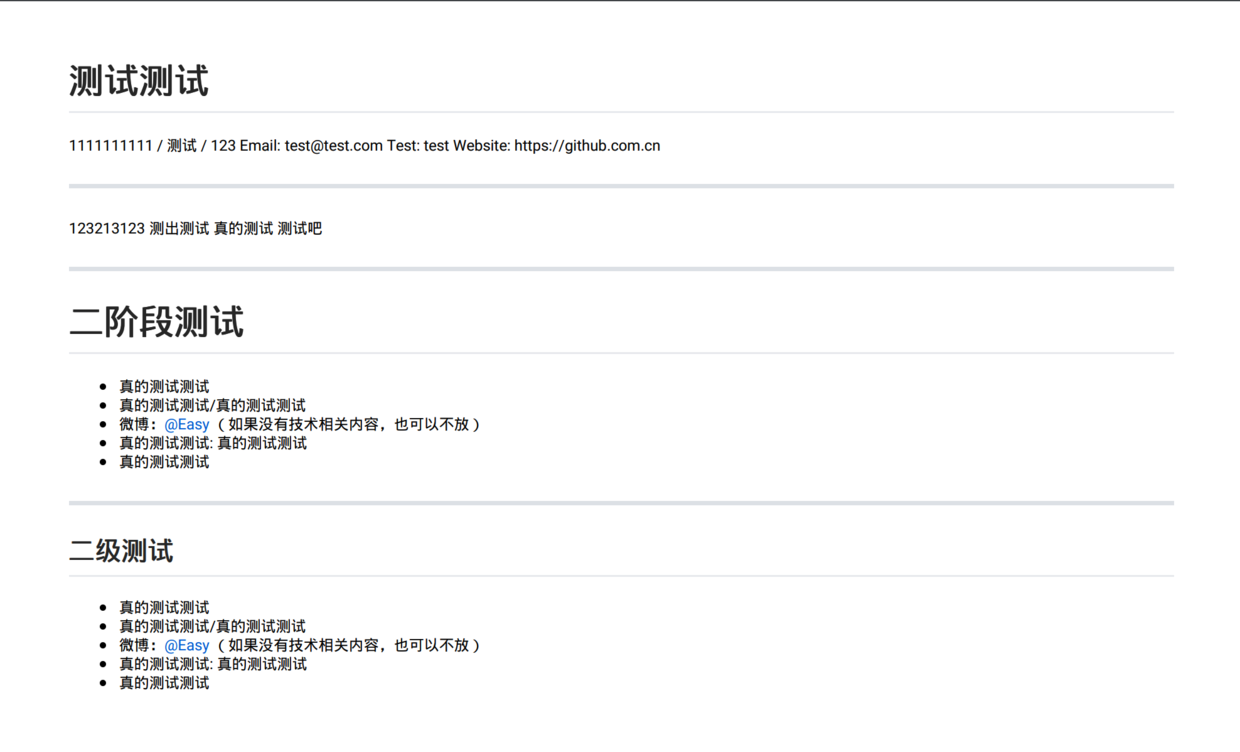 测试测试
1111111111 / 测试 / 123 Email: test@test.com Test: test Website: https://github.com.cn
123213123 测出测试 真的测试 测试吧
二阶段测试
真的测试测试
真的测试测试/真的测试测试
微博：@Easy（如果没有技术相关内容，也可以不放）
真的测试测试: 真的测试测试
真的测试测试
二级测试
真的测试测试
真的测试测试/真的测试测试
微博：@Easy（如果没有技术相关内容，也可以不放）
真的测试测试: 真的测试测试
真的测试测试